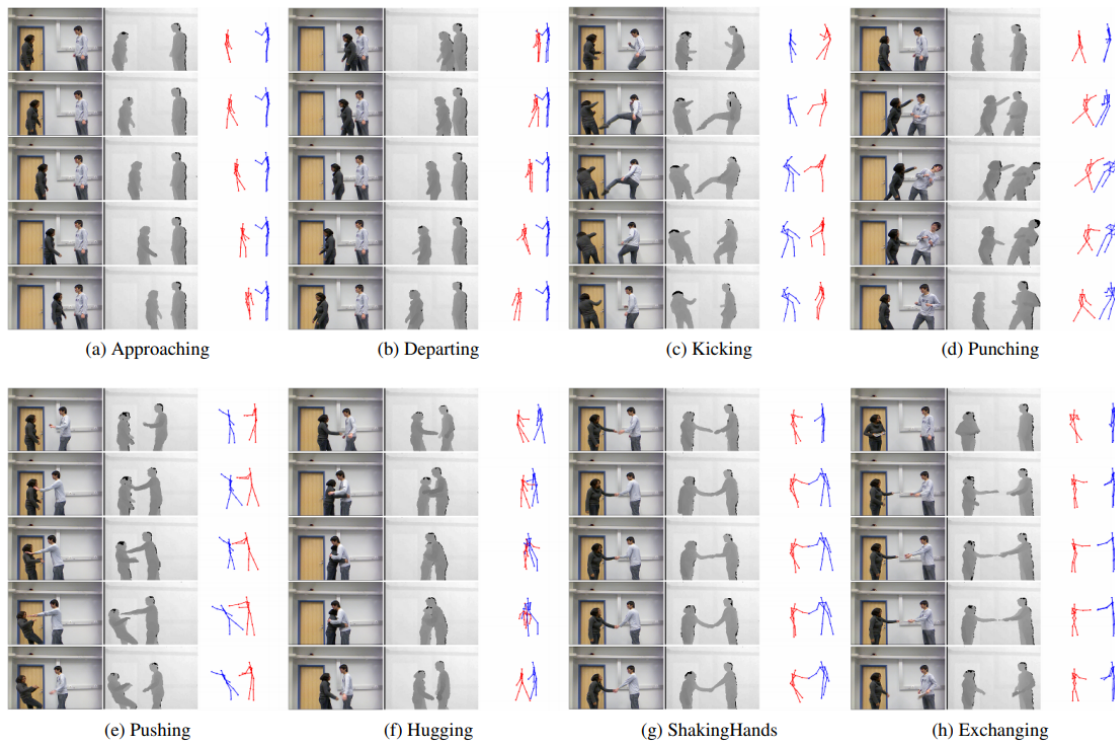 (a) Approaching
(b) Departing
(c) Kicking
(d) Punching
(e) Pushing
(f) Hugging
(g) ShakingHands
(h) Exchanging